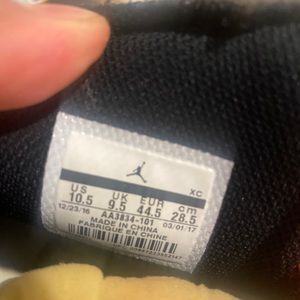 XC
US UK EUR cm
10.5 9.5 44.5 28.5
12/23/16 AA3834-101 03/01/17
MADE IN CHINA
FABRIQUE EN CHINE